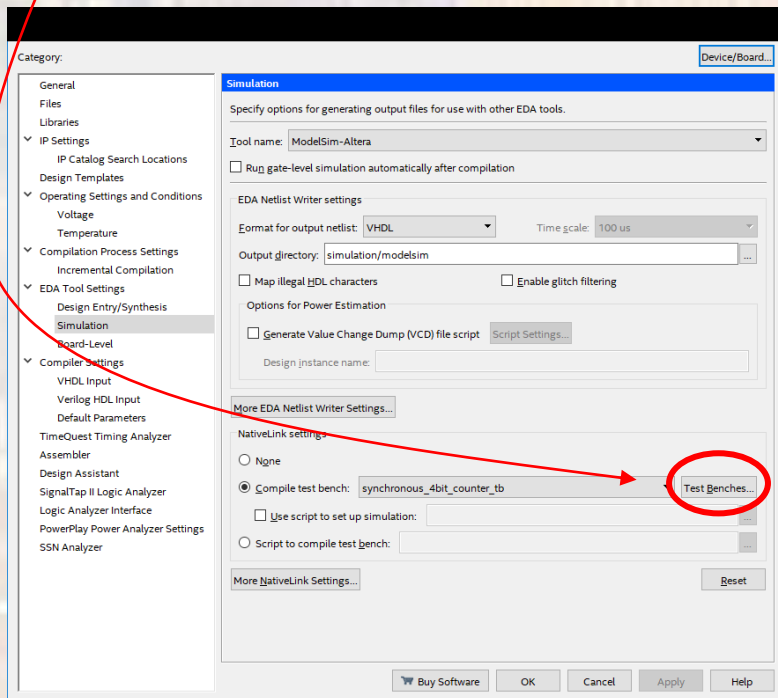 Category:
Device/Board...
General
Files
Libraries
IP Settings
IP Catalog Search Locations
Design Templates
Operating Settings and Conditions
Voltage
Temperature
Compilation Process Settings
Incremental Compilation
EDA Tool Settings
Design Entry/Synthesis
Simulation
Board-Level
Compiler Settings
VHDL Input
Verilog HDL Input
Default Parameters
TimeQuest Timing Analyzer
Assembler
Design Assistant
SignalTap II Logic Analyzer
Logic Analyzer Interface
PowerPlay Power Analyzer Settings
SSN Analyzer
Simulation
Specify options for generating output files for use with other EDA tools.
Tool name: ModelSim-Altera
Run gate-level simulation automatically after compilation
EDA Netlist Writer settings
Format for output netlist: VHDL Time scale: 100 us
Output directory: simulation/modelsim ...
Map illegal HDL characters Enable glitch filtering
Options for Power Estimation
Generate Value Change Dump (VCD) file script Script Settings...
Design instance name:
More EDA Netlist Writer Settings...
NativeLink settings
None
Compile test bench: synchronous_4bit_counter_tb Test Benches...
Use script to set up simulation: ...
Script to compile test bench: ...
More NativeLink Settings... Reset
Buy Software OK Cancel Apply Help